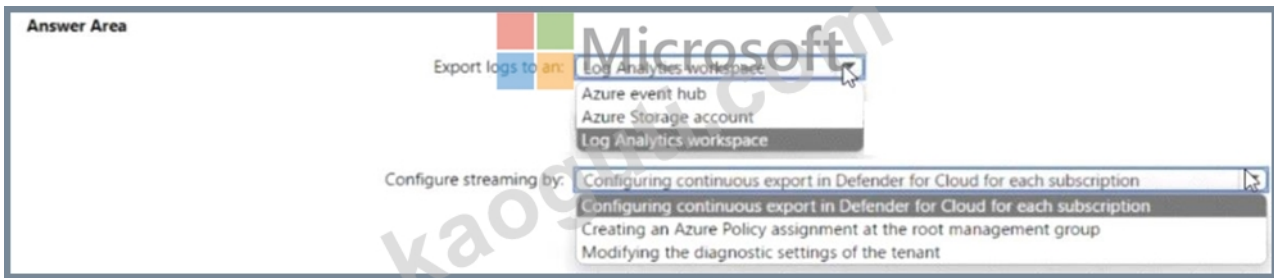 Answer Area
Microsoft
Export logs to an: Log Analytics workspace
Azure event hub
Azure Storage account
Log Analytics workspace
Configure streaming by: Configuring continuous export in Defender for Cloud for each subscription
Configuring continuous export in Defender for Cloud for each subscription
Creating an Azure Policy assignment at the root management group
Modifying the diagnostic settings of the tenant
kaoguti.com